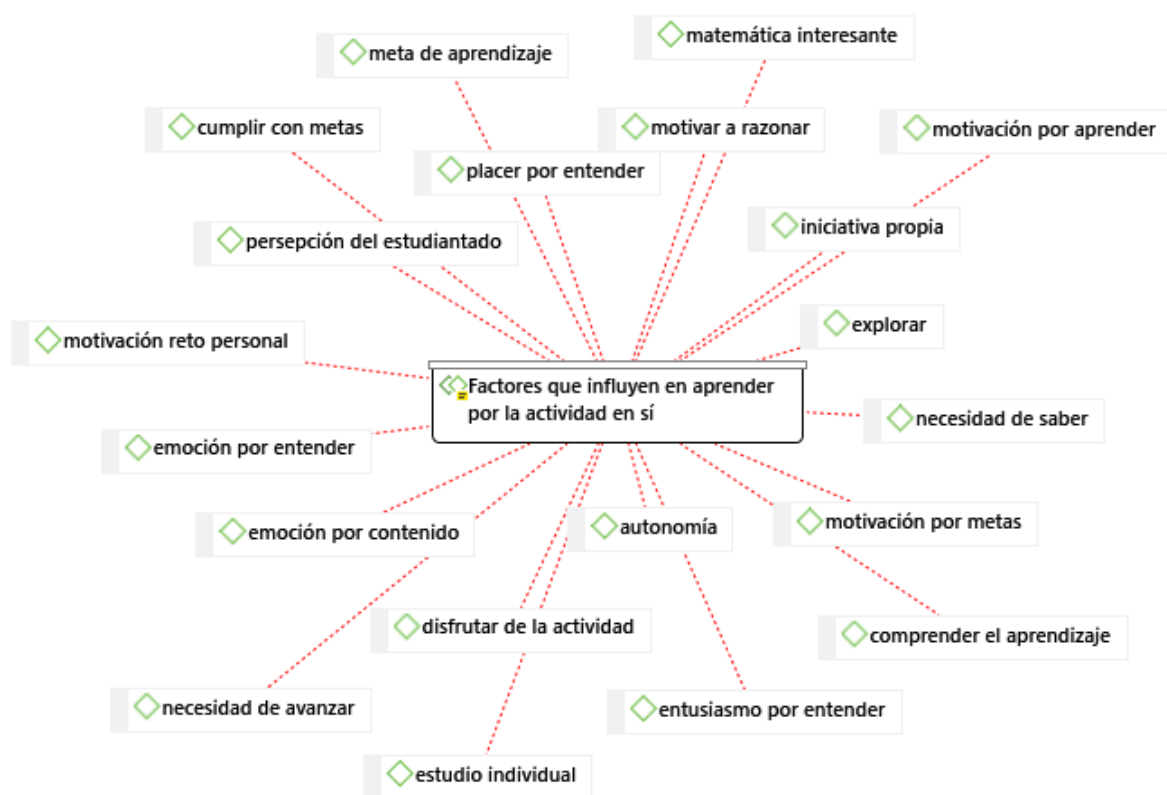 matemática interesante
meta de aprendizaje
cumplir con metas
motivar a razonar
motivación por aprender
placer por entender
persepción del estudiantado
iniciativa propia
motivación reto personal
explorar
Factores que influyen en aprender
por la actividad en sí
necesidad de saber
emoción por entender
emoción por contenido
autonomía
motivación por metas
disfrutar de la actividad
comprender el aprendizaje
necesidad de avanzar
entusiasmo por entender
estudio individual